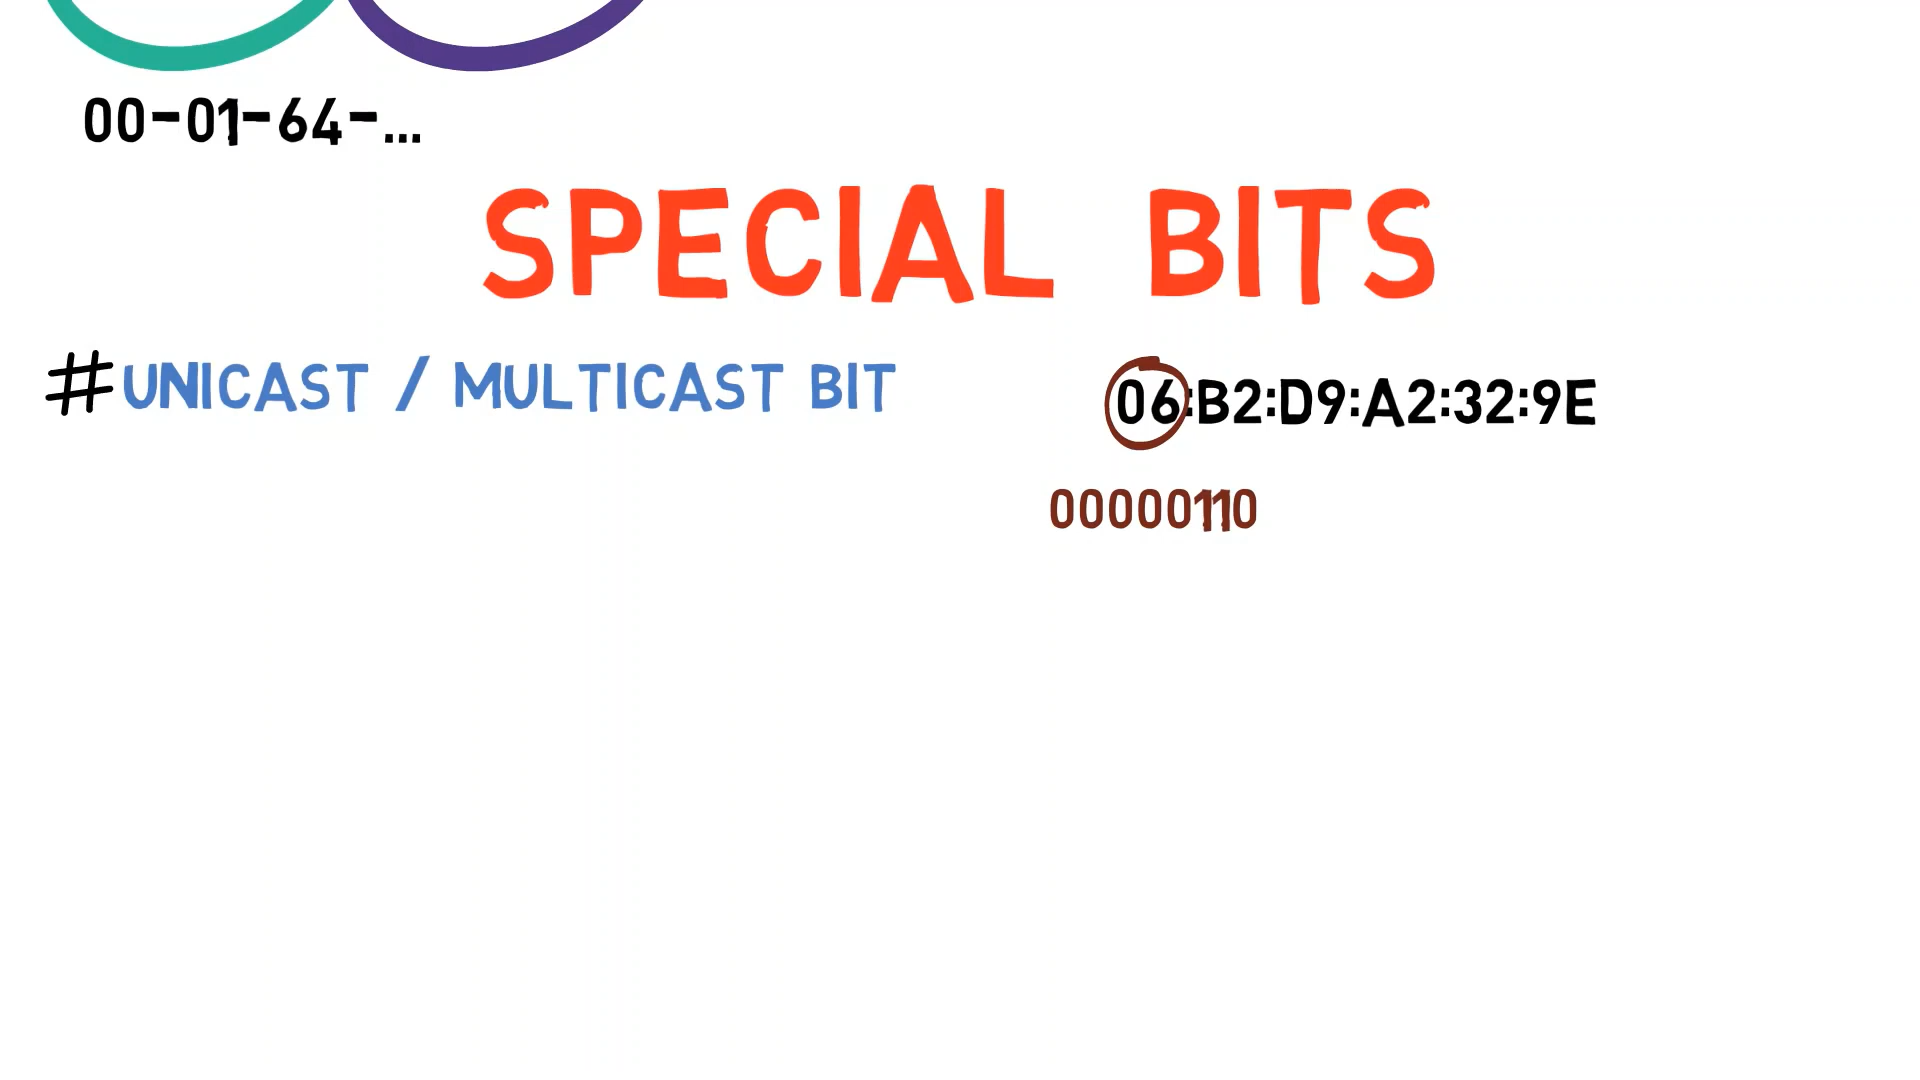 00-01-64-...
SPECIAL BITS
#UNICAST / MULTICAST BIT
06:B2:D9:A2:32:9E
00000110